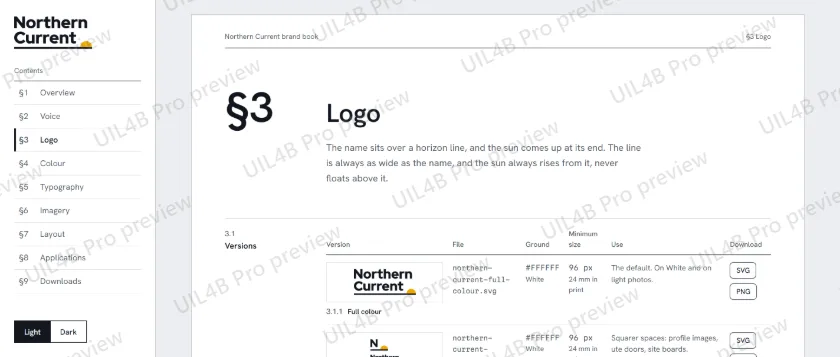 Northern
Current
Contents
§1 Overview
§2 Voice
§3 Logo
§4 Colour
§5 Typography
§6 Imagery
§7 Layout
§8 Applications
§9 Downloads
Light Dark
Northern Current brand book
§3 Logo
§3 Logo
The name sits over a horizon line, and the sun comes up at its end. The line
is always as wide as the name, and the sun always rises from it, never
floats above it.
3.1
Versions
Version File Ground Minimum size Use Download
Northern
Current
northern-
current-full-
colour.svg
#FFFFFF
White
96 px
24 mm in
print
The default. On White and on
light photos.
SVG
PNG
3.1.1 Full colour
N
Northern
northern-
current-
#FFFFFF
White
96 px
24 mm in
Squarer spaces: profile images,
ute doors, site boards.
SVG
UIL4B Pro preview